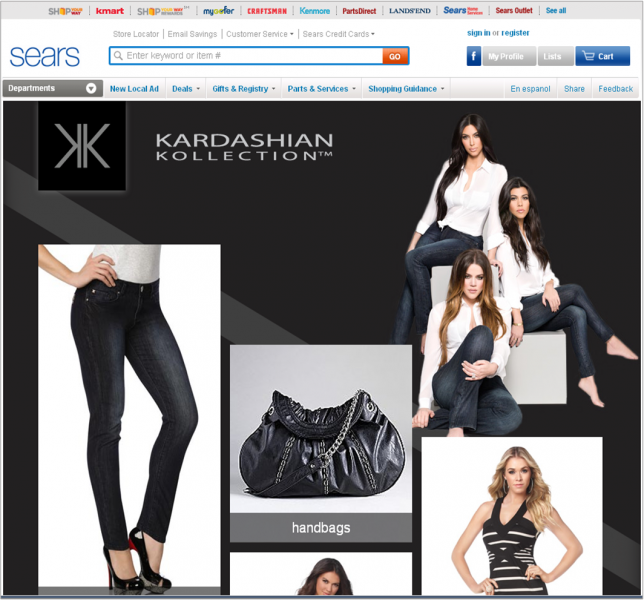 SHOP YOUR WAY kmart SHOP YOUR WAY REWARDS mygofer CRAFTSMAN Kenmore PartsDirect LANDS'END Sears Home Services Sears Outlet See all
Store Locator Email Savings Customer Service Sears Credit Cards sign in or register
sears Enter keyword or item # GO f My Profile Lists Cart
Departments New Local Ad Deals Gifts & Registry Parts & Services Shopping Guidance En espanol Share Feedback
KK
KARDASHIAN
KOLLECTION™
handbags